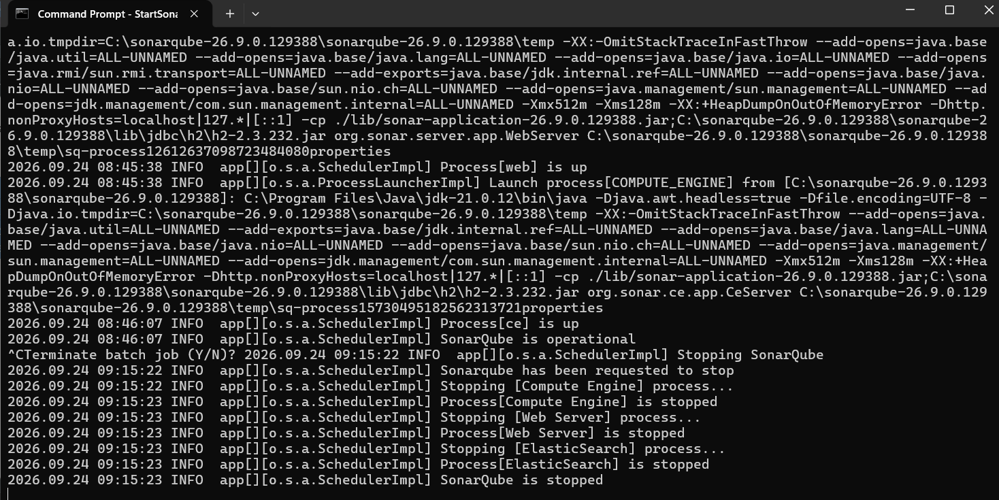 Command Prompt - StartSona
a.io.tmpdir=C:\sonarqube-26.9.0.129388\sonarqube-26.9.0.129388\temp -XX:-OmitStackTraceInFastThrow --add-opens=java.base
/java.util=ALL-UNNAMED --add-opens=java.base/java.lang=ALL-UNNAMED --add-opens=java.base/java.io=ALL-UNNAMED --add-opens
=java.rmi/sun.rmi.transport=ALL-UNNAMED --add-exports=java.base/jdk.internal.ref=ALL-UNNAMED --add-opens=java.base/java.
nio=ALL-UNNAMED --add-opens=java.base/sun.nio.ch=ALL-UNNAMED --add-opens=java.management/sun.management=ALL-UNNAMED --ad
d-opens=jdk.management/com.sun.management.internal=ALL-UNNAMED -Xmx512m -Xms128m -XX:+HeapDumpOnOutOfMemoryError -Dhttp.
nonProxyHosts=localhost|127.*|[::1] -cp ./lib/sonar-application-26.9.0.129388.jar;C:\sonarqube-26.9.0.129388\sonarqube-2
6.9.0.129388\lib\jdbc\h2\h2-2.3.232.jar org.sonar.server.app.WebServer C:\sonarqube-26.9.0.129388\sonarqube-26.9.0.12938
8\temp\sq-process12612637098723484080properties
2026.09.24 08:45:38 INFO  app[][o.s.a.SchedulerImpl] Process[web] is up
2026.09.24 08:45:38 INFO  app[][o.s.a.ProcessLauncherImpl] Launch process[COMPUTE_ENGINE] from [C:\sonarqube-26.9.0.1293
88\sonarqube-26.9.0.129388]: C:\Program Files\Java\jdk-21.0.12\bin\java -Djava.awt.headless=true -Dfile.encoding=UTF-8 -
Djava.io.tmpdir=C:\sonarqube-26.9.0.129388\sonarqube-26.9.0.129388\temp -XX:-OmitStackTraceInFastThrow --add-opens=java.
base/java.util=ALL-UNNAMED --add-exports=java.base/jdk.internal.ref=ALL-UNNAMED --add-opens=java.base/java.lang=ALL-UNNA
MED --add-opens=java.base/java.nio=ALL-UNNAMED --add-opens=java.base/sun.nio.ch=ALL-UNNAMED --add-opens=java.management/
sun.management=ALL-UNNAMED --add-opens=jdk.management/com.sun.management.internal=ALL-UNNAMED -Xmx512m -Xms128m -XX:+Hea
pDumpOnOutOfMemoryError -Dhttp.nonProxyHosts=localhost|127.*|[::1] -cp ./lib/sonar-application-26.9.0.129388.jar;C:\sona
rqube-26.9.0.129388\sonarqube-26.9.0.129388\lib\jdbc\h2\h2-2.3.232.jar org.sonar.ce.app.CeServer C:\sonarqube-26.9.0.129
388\sonarqube-26.9.0.129388\temp\sq-process15730495182562313721properties
2026.09.24 08:46:07 INFO  app[][o.s.a.SchedulerImpl] Process[ce] is up
2026.09.24 08:46:07 INFO  app[][o.s.a.SchedulerImpl] SonarQube is operational
^CTerminate batch job (Y/N)? 2026.09.24 09:15:22 INFO  app[][o.s.a.SchedulerImpl] Stopping SonarQube
2026.09.24 09:15:22 INFO  app[][o.s.a.SchedulerImpl] Sonarqube has been requested to stop
2026.09.24 09:15:22 INFO  app[][o.s.a.SchedulerImpl] Stopping [Compute Engine] process...
2026.09.24 09:15:23 INFO  app[][o.s.a.SchedulerImpl] Process[Compute Engine] is stopped
2026.09.24 09:15:23 INFO  app[][o.s.a.SchedulerImpl] Stopping [Web Server] process...
2026.09.24 09:15:23 INFO  app[][o.s.a.SchedulerImpl] Process[Web Server] is stopped
2026.09.24 09:15:23 INFO  app[][o.s.a.SchedulerImpl] Stopping [ElasticSearch] process...
2026.09.24 09:15:23 INFO  app[][o.s.a.SchedulerImpl] Process[ElasticSearch] is stopped
2026.09.24 09:15:23 INFO  app[][o.s.a.SchedulerImpl] SonarQube is stopped